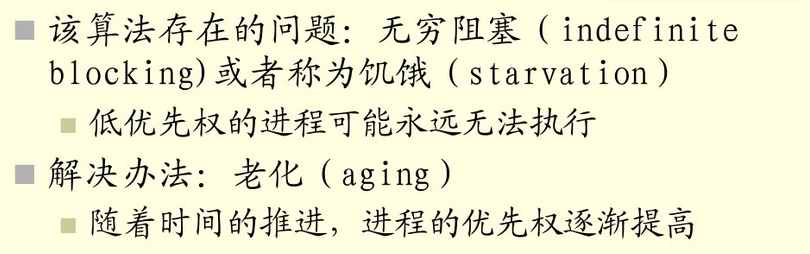 该算法存在的问题：无穷阻塞（indefinite
blocking)或者称为饥饿（starvation）
低优先权的进程可能永远无法执行
解决办法：老化（aging）
随着时间的推进，进程的优先权逐渐提高